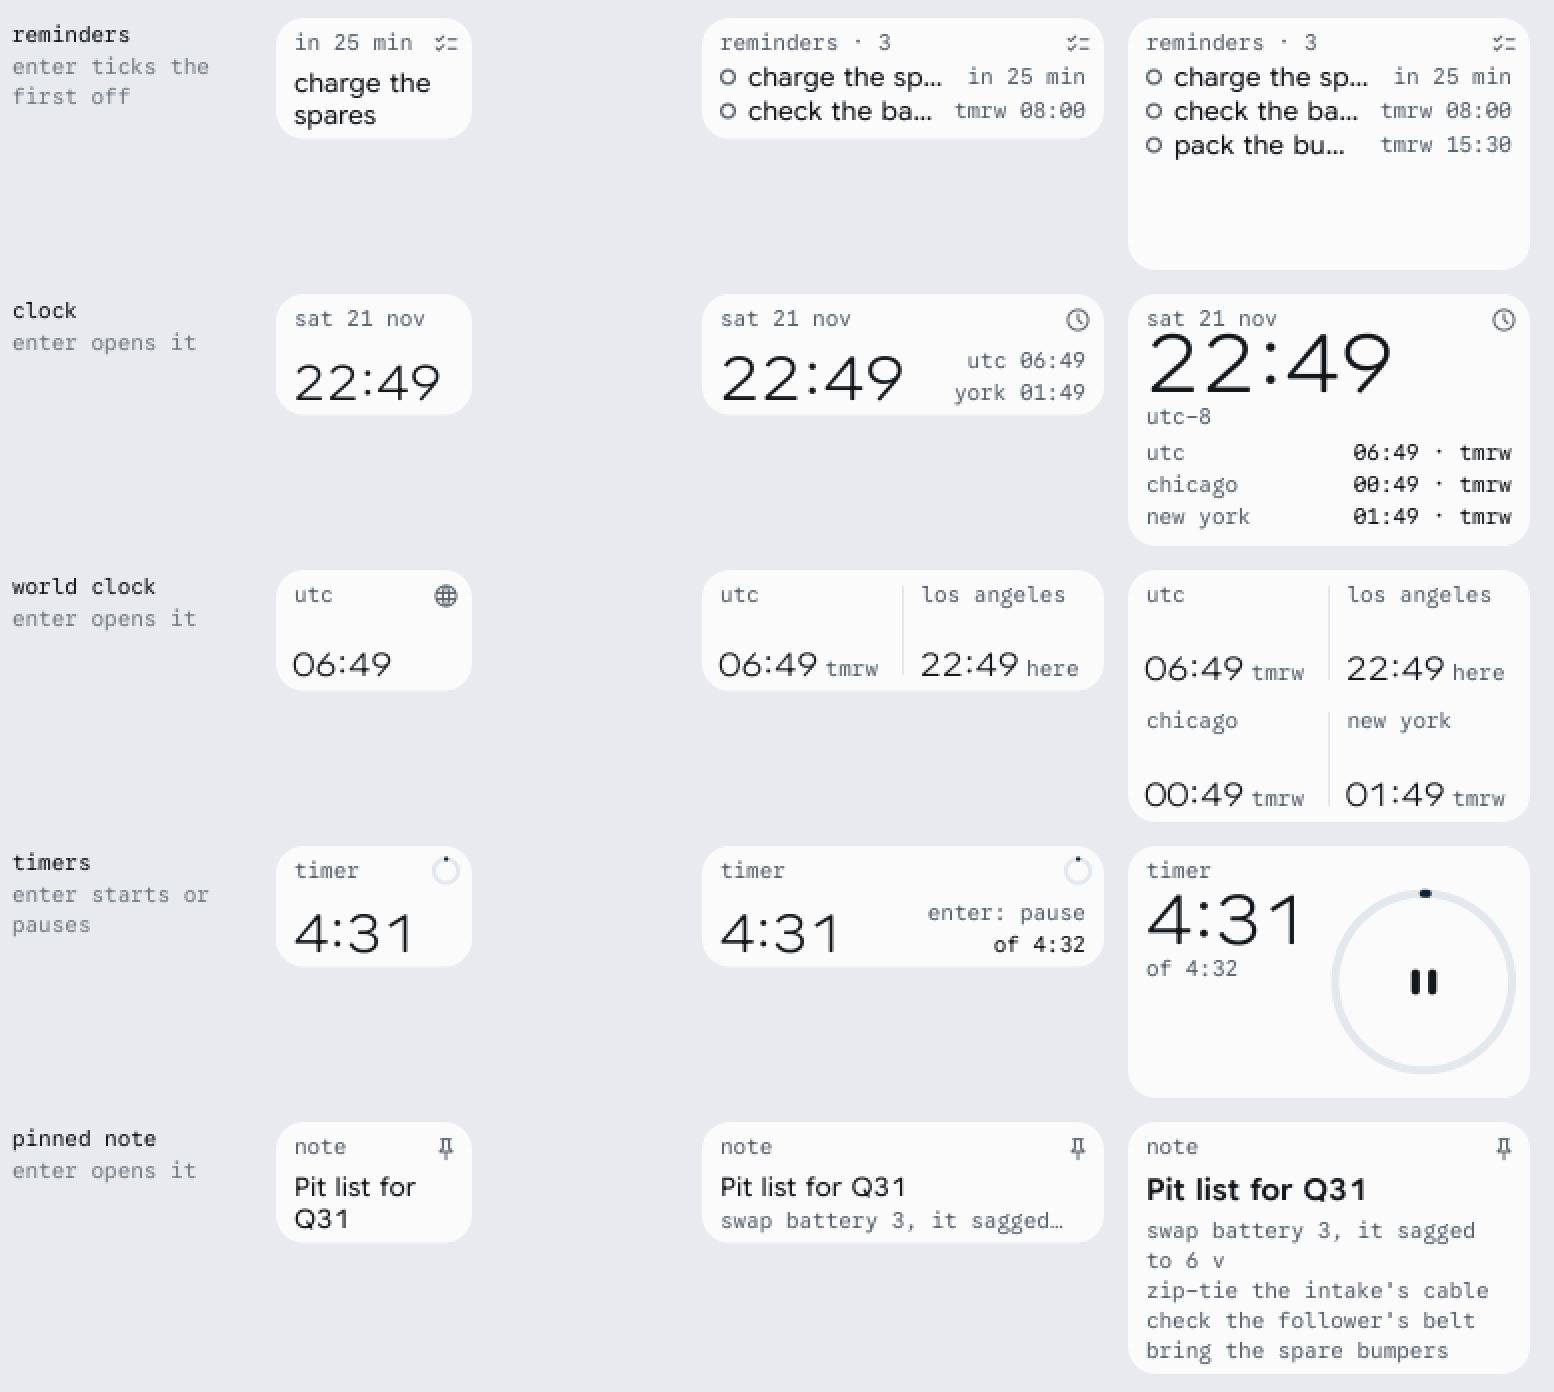 reminders
enter ticks the
first off
in 25 min
charge the
spares
reminders · 3
charge the sp... in 25 min
check the ba... tmrw 08:00
reminders · 3
charge the sp... in 25 min
check the ba... tmrw 08:00
pack the bu... tmrw 15:30
clock
enter opens it
sat 21 nov
22:49
sat 21 nov
22:49
utc 06:49
york 01:49
sat 21 nov
22:49
utc-8
utc 06:49 · tmrw
chicago 00:49 · tmrw
new york 01:49 · tmrw
world clock
enter opens it
utc
06:49
utc
06:49 tmrw
los angeles
22:49 here
utc
06:49 tmrw
los angeles
22:49 here
chicago
00:49 tmrw
new york
01:49 tmrw
timers
enter starts or
pauses
timer
4:31
timer
4:31
enter: pause
of 4:32
timer
4:31
of 4:32
pinned note
enter opens it
note
Pit list for
Q31
note
Pit list for Q31
swap battery 3, it sagged…
note
Pit list for Q31
swap battery 3, it sagged
to 6 v
zip-tie the intake's cable
check the follower's belt
bring the spare bumpers